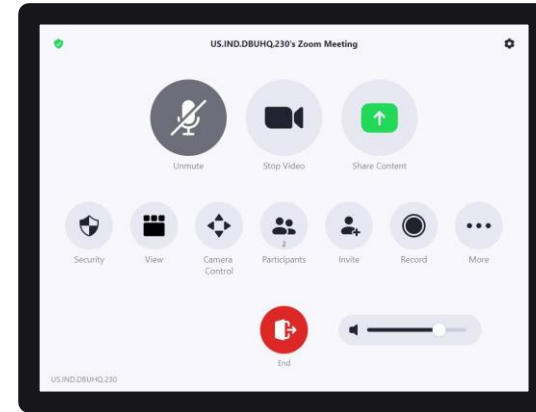 US.IND.DBUHQ.230's Zoom Meeting
Unmute
Stop Video
Share Content
2
Security
View
Camera
Control
Participants
Invite
Record
More
End
US.IND.DBUHQ.230